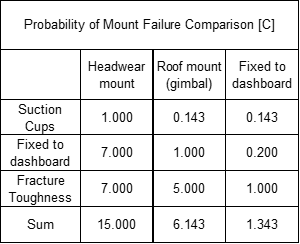 Probability of Mount Failure Comparison [C]
Headwear mount
Roof mount (gimbal)
Fixed to dashboard
Suction Cups
1.000
0.143
0.143
Fixed to dashboard
7.000
1.000
0.200
Fracture Toughness
7.000
5.000
1.000
Sum
15.000
6.143
1.343